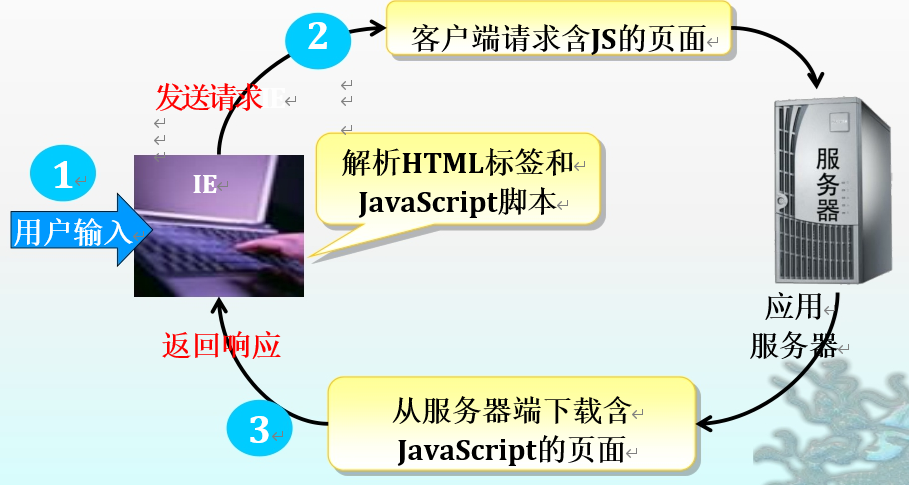 2
客户端请求含JS的页面
发送请求IE
服务器
1
IE
解析HTML标签和
JavaScript脚本
用户输入
应用
服务器
返回响应
从服务器端下载含
JavaScript的页面
3